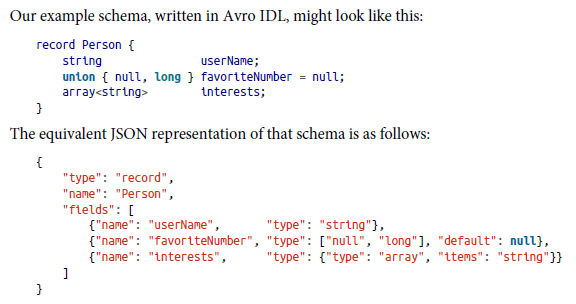 Our example schema, written in Avro IDL, might look like this:
record Person {
    string               userName;
    union { null, long } favoriteNumber = null;
    array<string>        interests;
}
The equivalent JSON representation of that schema is as follows:
{
    "type": "record",
    "name": "Person",
    "fields": [
        {"name": "userName",       "type": "string"},
        {"name": "favoriteNumber", "type": ["null", "long"], "default": null},
        {"name": "interests",      "type": {"type": "array", "items": "string"}}
    ]
}